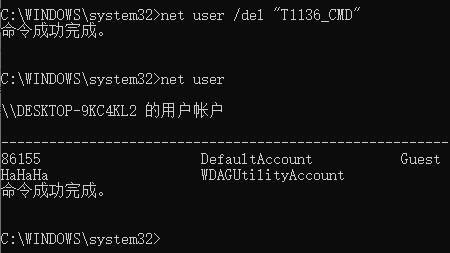 C:\WINDOWS\system32>net user /del "T1136_CMD"
命令成功完成。
C:\WINDOWS\system32>net user
\\DESKTOP-9KC4KL2 的用户帐户
-------------------------------------------------------------------------------
86155 DefaultAccount Guest
HaHaHa WDAGUtilityAccount
命令成功完成。
C:\WINDOWS\system32>